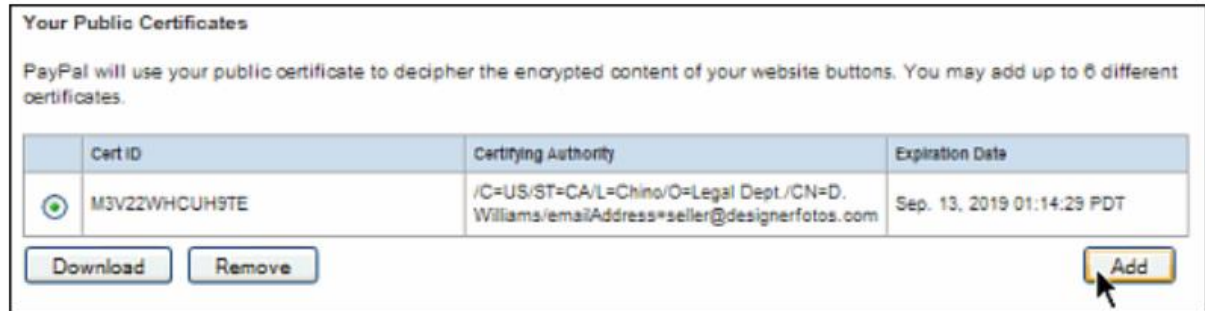 Your Public Certificates
PayPal will use your public certificate to decipher the encrypted content of your website buttons. You may add up to 6 different
certificates.
Cert ID Certifying Authority Expiration Date
M3V22WHCUH9TE /C=US/ST=CA/L=Chino/O=Legal Dept./CN=D. Sep. 13, 2019 01:14:29 PDT
Williams/emailAddress=seller@designerfotos.com
Download Remove Add